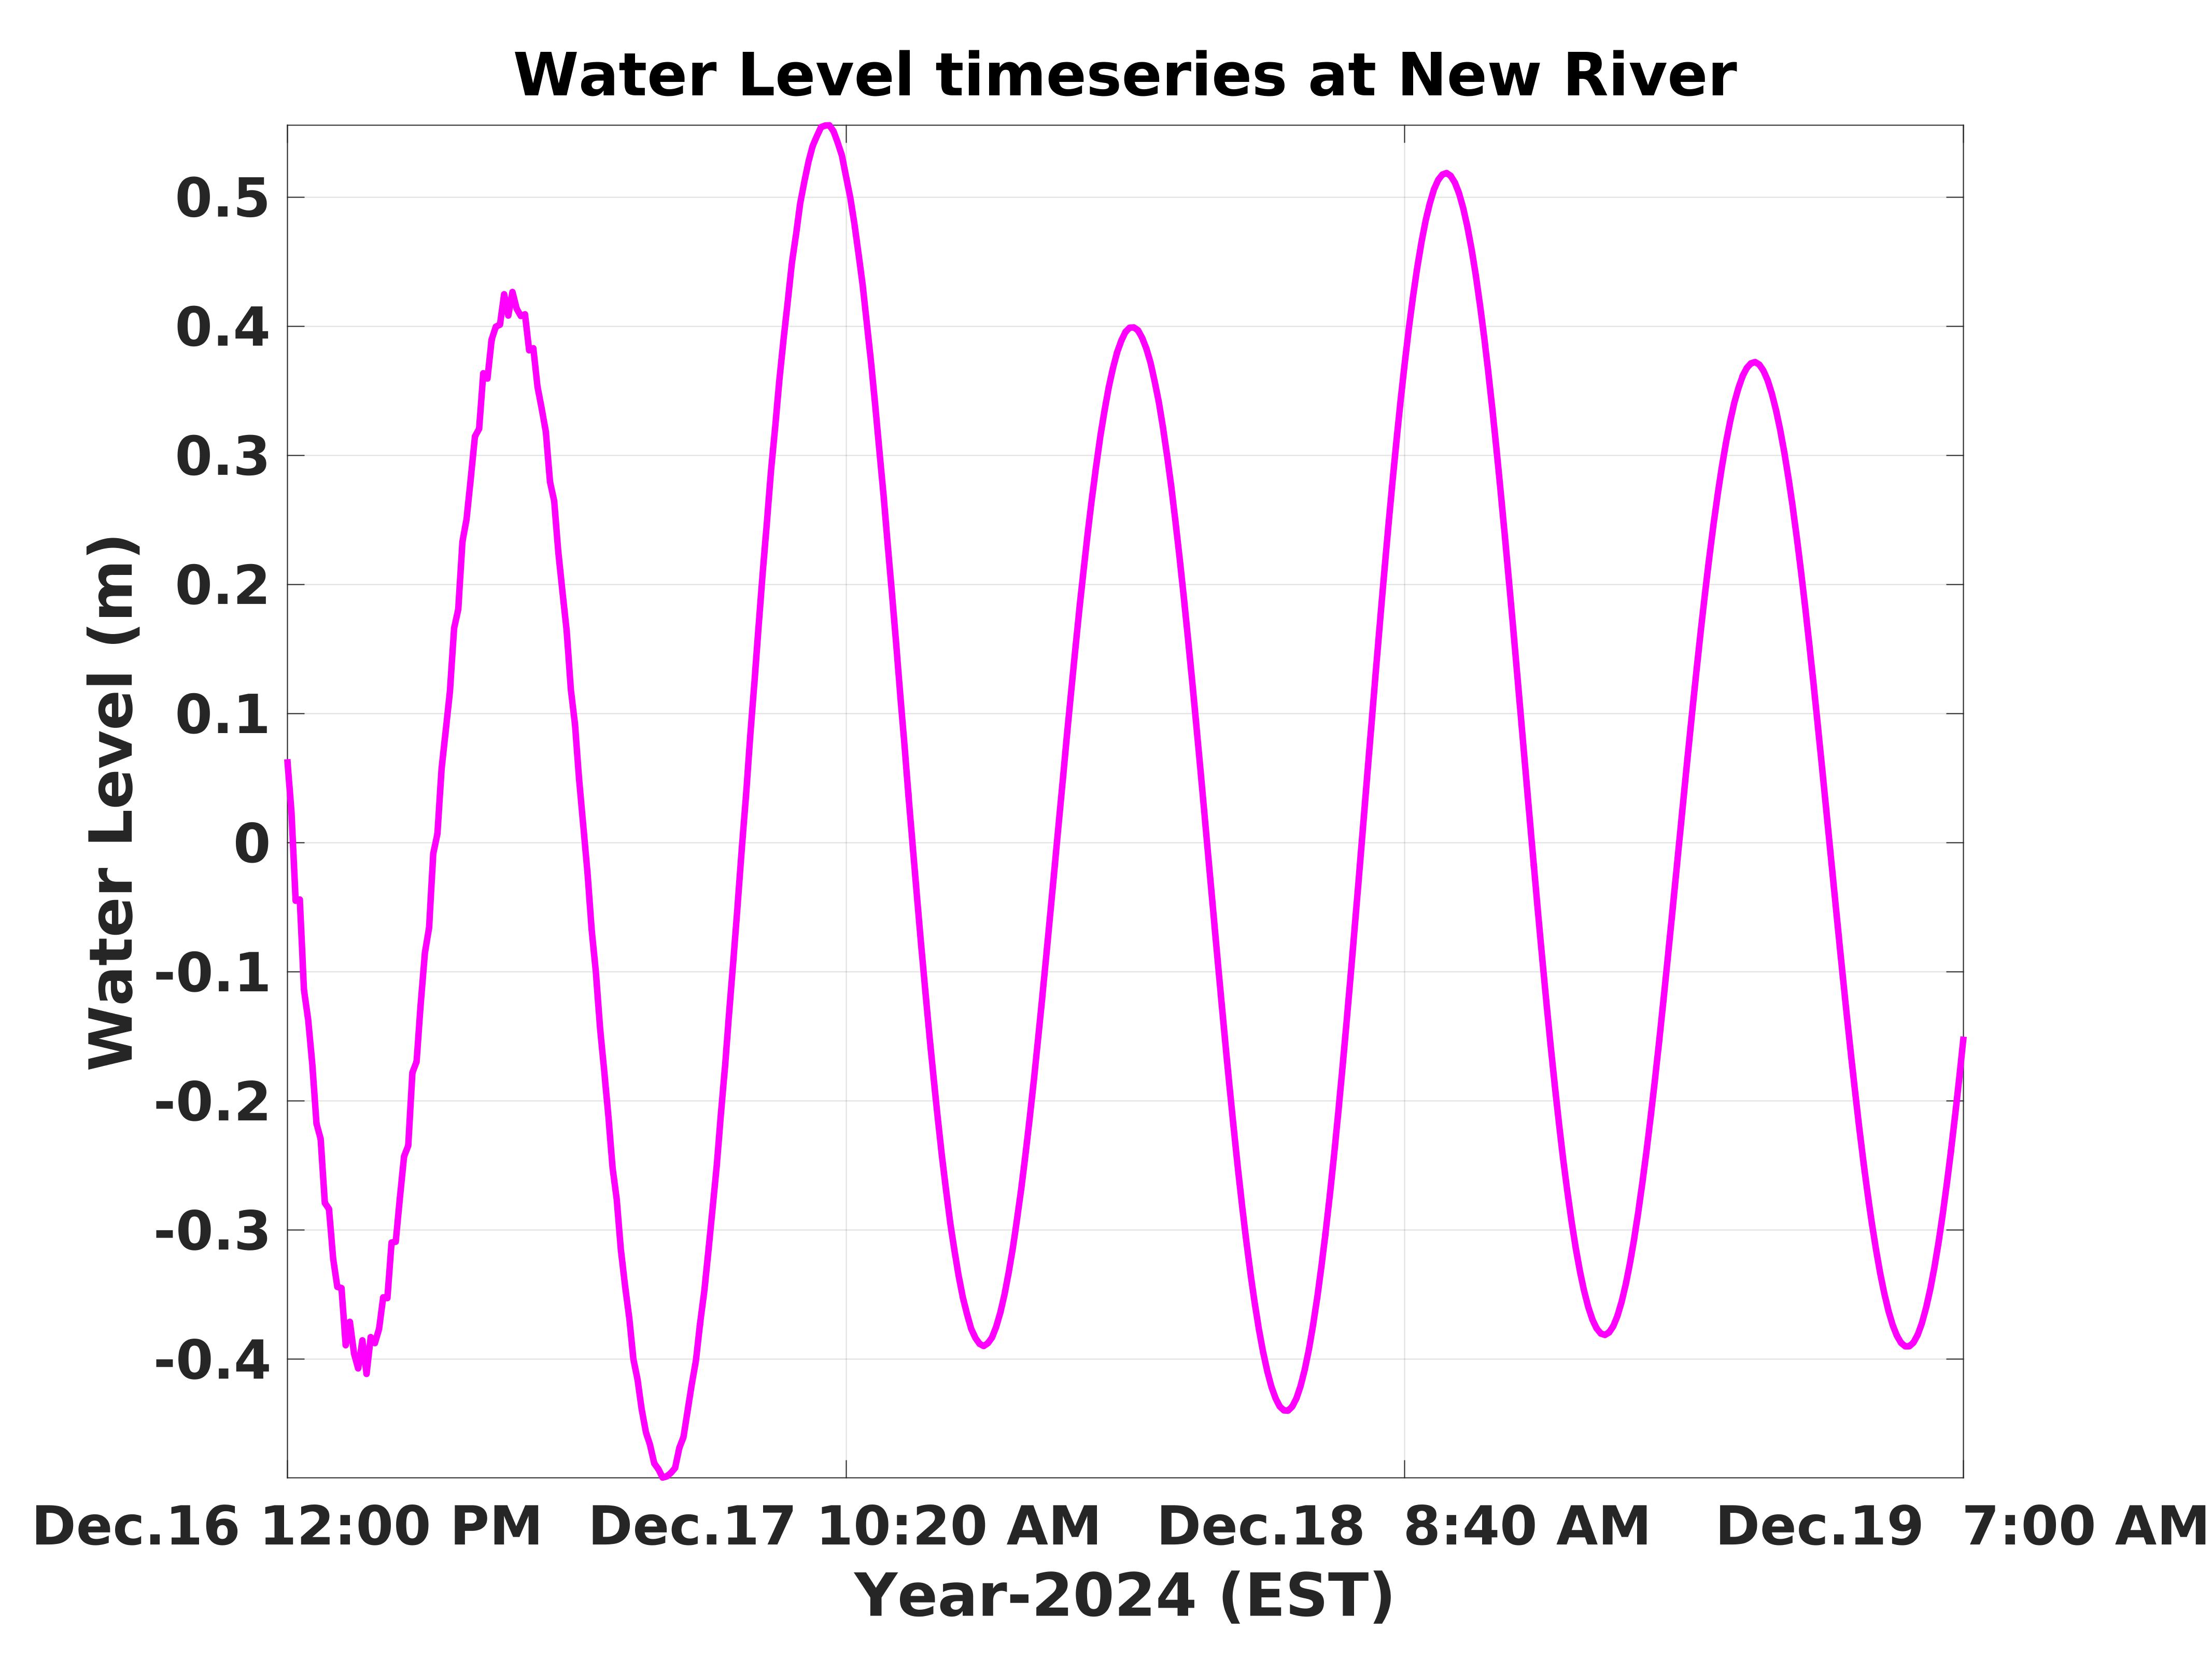 Water Level timeseries at New River
0.5
0.4
0.3
0.2
0.1
0
-0.1
-0.2
-0.3
-0.4
Water Level (m)
Dec.16 12:00 PM Dec.17 10:20 AM Dec.18 8:40 AM Dec.19 7:00 AM
Year-2024 (EST)